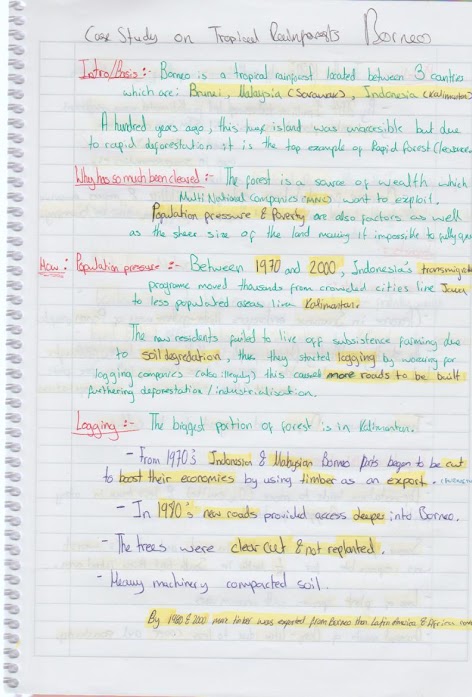 Case Study on Tropical Rainforests Borneo
Intro/Basis :- Borneo is a tropical rainforest located between 3 countries
which are: Brunei, Malaysia (Sarawak), Indonesia (Kalimantan)
A hundred years ago, this huge island was inaccesible but due
to rapid deforestation it is the top example of Rapid forest clearance.
Why has so much been cleared :- The forest is a source of wealth which
Multi National Companies (MNC) want to exploit.
Population pressure & Poverty are also factors as well
as the sheer size of the land making it impossible to fully
How: Population pressure :- Between 1970 and 2000, Indonesia's
programe moved thousands from crowded cities like Java
to less populated areas like Kalimantan.
The new residents failed to live off subsistence farming due
to soil degredation, thus they started logging by working for
logging companies (also illegaly) this caused more roads to be built
furthering deforestation / industrialisation.
Logging :- The biggest portion of forest is in Kalimantan.
- From 1970's Indonesia & Malaysian Borneo Parts began to be cut
to boost their economies by using timber as an export.
- In 1980's new roads provided access deeper into Borneo.
- The trees were clear cut & not replanted.
- Heavy machinery compacted soil.
By 1980 & 2000 more timber was exported from Borneo than Latin America & Africa